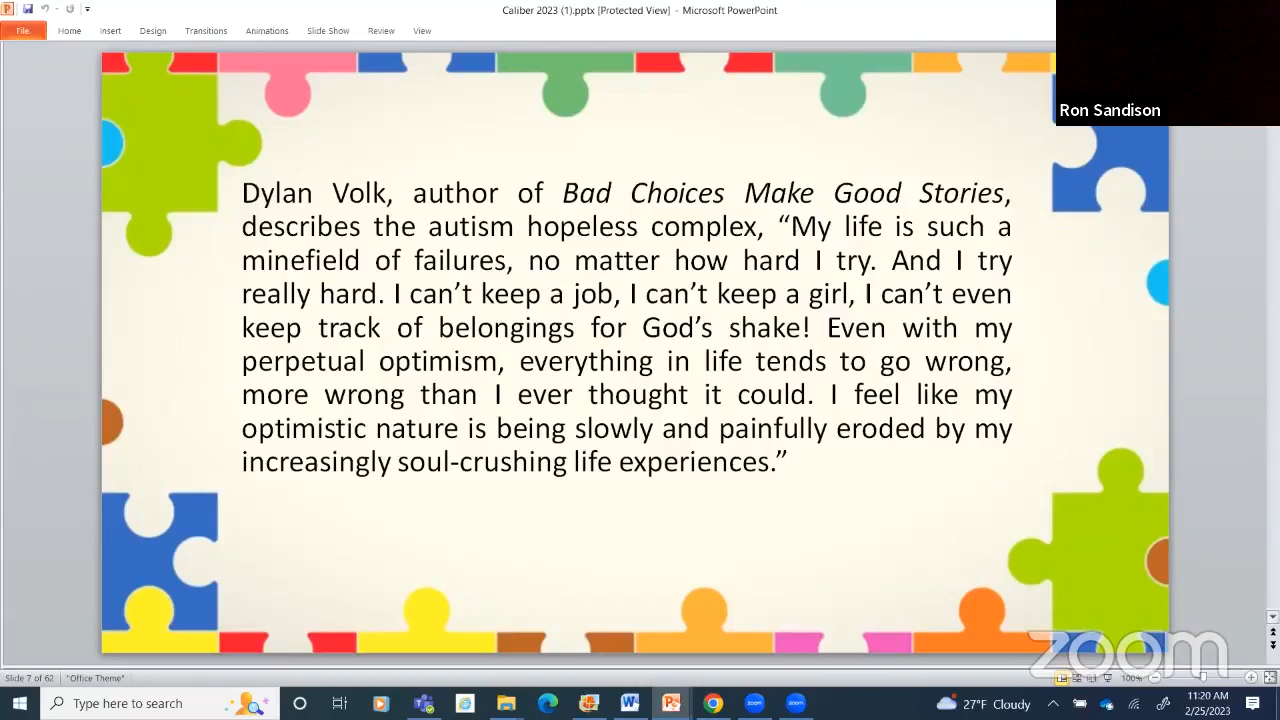 Caliber 2023 (1).pptx [Protected View] - Microsoft PowerPoint
File Home Insert Design Transitions Animations Slide Show Review View
Ron Sandison
Dylan Volk, author of Bad Choices Make Good Stories,
describes the autism hopeless complex, “My life is such a
minefield of failures, no matter how hard I try. And I try
really hard. I can’t keep a job, I can’t keep a girl, I can’t even
keep track of belongings for God’s shake! Even with my
perpetual optimism, everything in life tends to go wrong,
more wrong than I ever thought it could. I feel like my
optimistic nature is being slowly and painfully eroded by my
increasingly soul-crushing life experiences.”
zoom
Slide 7 of 62 "Office Theme" 100%
Type here to search 27°F Cloudy 11:20 AM
2/25/2023